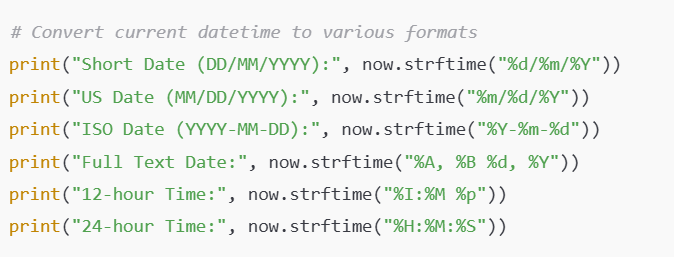 # Convert current datetime to various formats
print("Short Date (DD/MM/YYYY):", now.strftime("%d/%m/%Y"))
print("US Date (MM/DD/YYYY):", now.strftime("%m/%d/%Y"))
print("ISO Date (YYYY-MM-DD):", now.strftime("%Y-%m-%d"))
print("Full Text Date:", now.strftime("%A, %B %d, %Y"))
print("12-hour Time:", now.strftime("%I:%M %p"))
print("24-hour Time:", now.strftime("%H:%M:%S"))